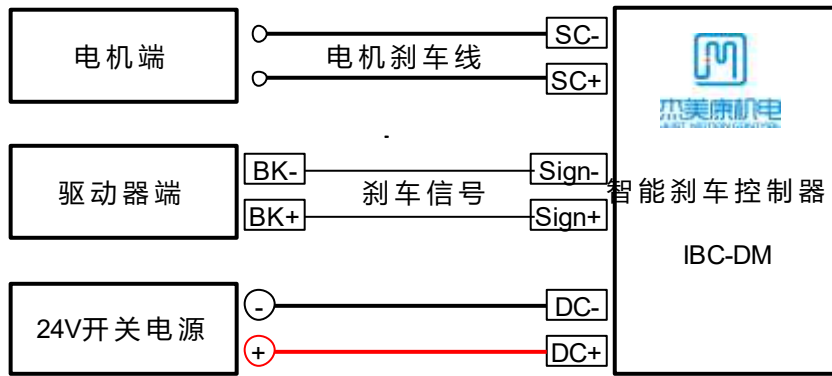 电机端
电机刹车线
SC-
SC+
杰美康机电
驱动器端
BK-
BK+
刹车信号
Sign-
Sign+
智能刹车控制器
IBC-DM
24V开关电源
-
+
DC-
DC+